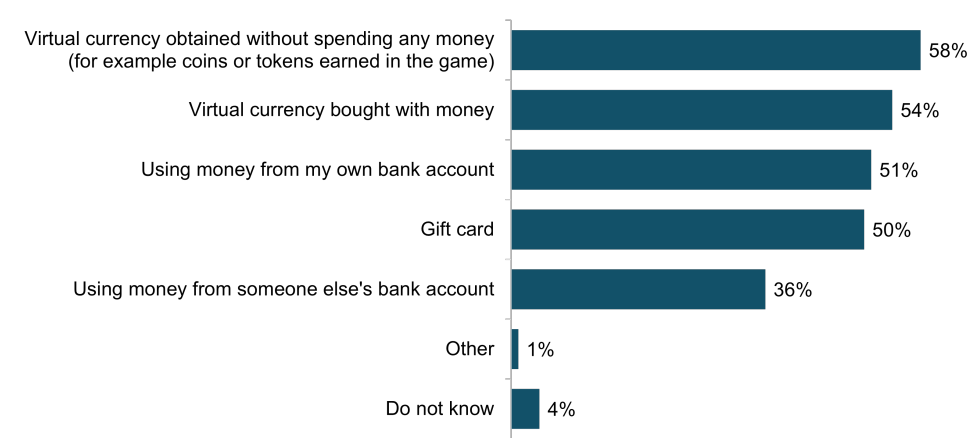 Virtual currency obtained without spending any money
(for example coins or tokens earned in the game)
58%
Virtual currency bought with money
54%
Using money from my own bank account
51%
Gift card
50%
Using money from someone else's bank account
36%
Other
1%
Do not know
4%